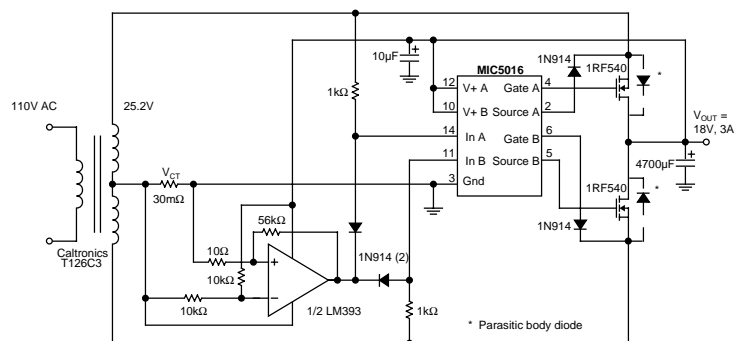 10µF
+
MIC5016
1N914
1RF540
*
110V AC
25.2V
1kΩ
12
V+ A
Gate A
4
10
V+ B
Source A
2
14
In A
Gate B
6
11
In B
Source B
5
3
Gnd
VOUT =
18V, 3A
4700µF
+
VCT
30mΩ
56kΩ
1RF540
*
1N914
Caltronics
T126C3
10Ω
10kΩ
+
–
1N914 (2)
10kΩ
1/2 LM393
1kΩ
* Parasitic body diode